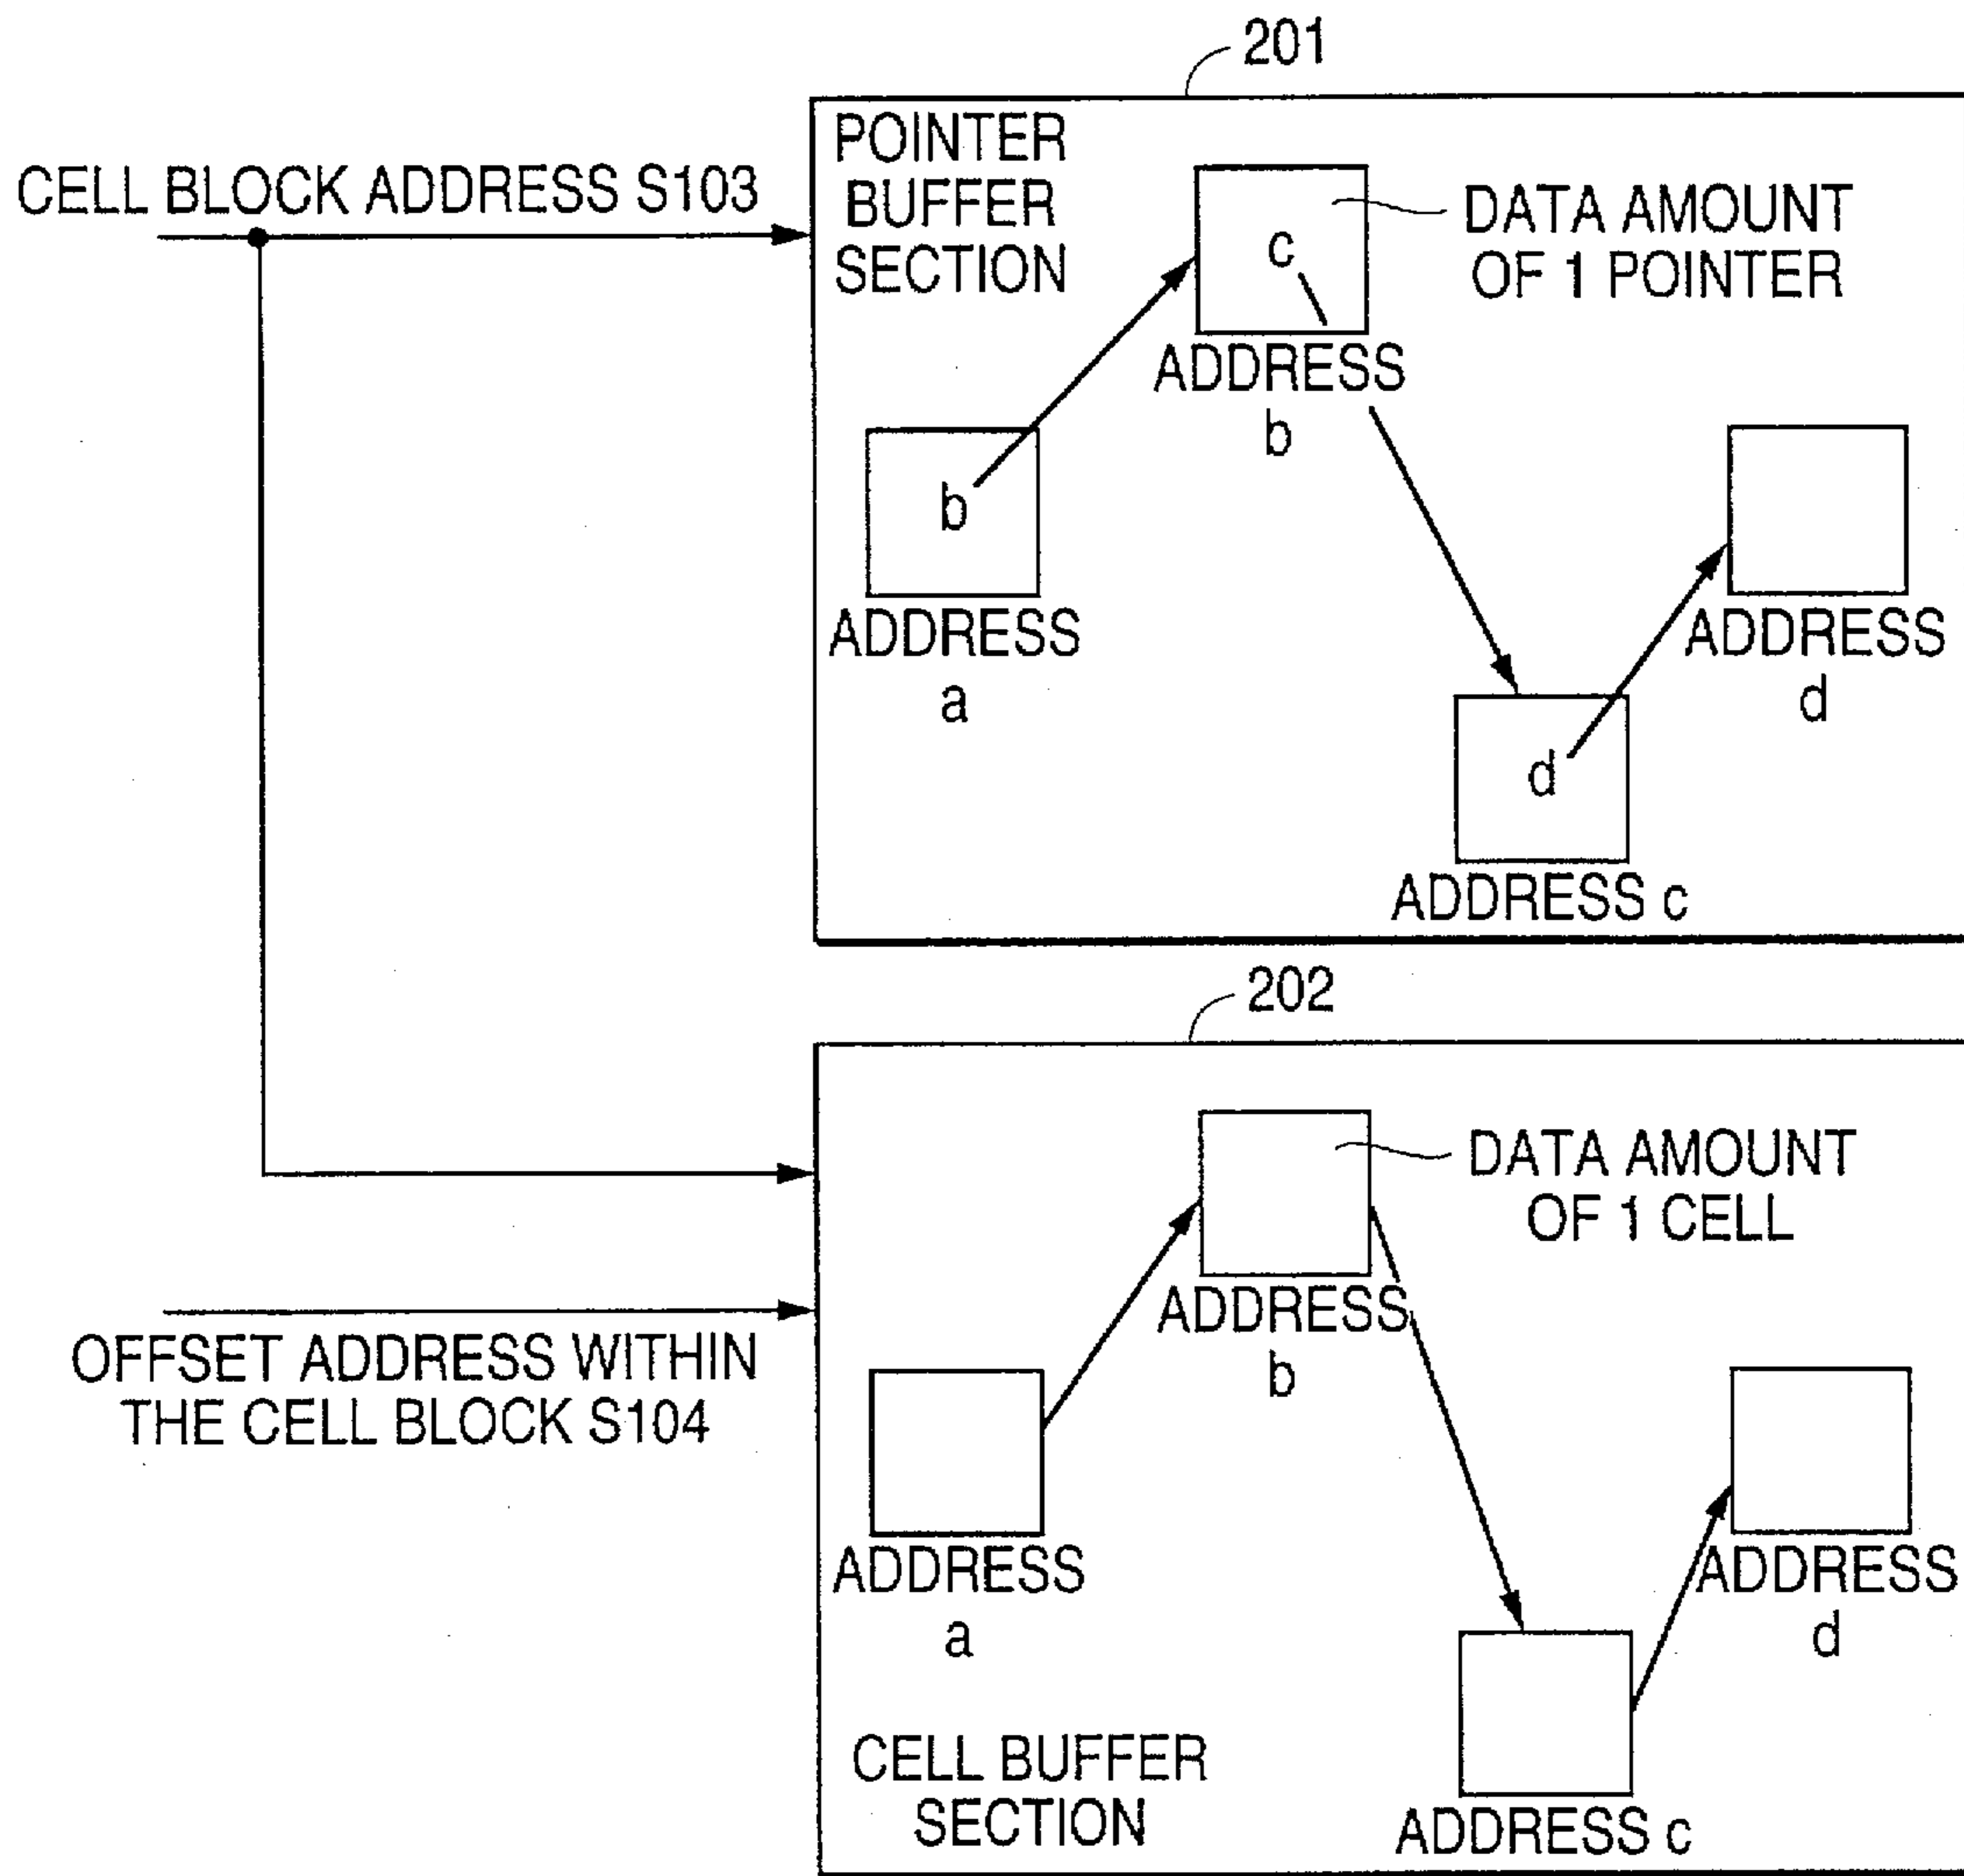 201
POINTER
BUFFER
SECTION
CELL BLOCK ADDRESS S103
c
DATA AMOUNT
OF 1 POINTER
ADDRESS
b
b
ADDRESS
a
ADDRESS
d
d
ADDRESS c
202
DATA AMOUNT
OF 1 CELL
ADDRESS
b
OFFSET ADDRESS WITHIN
THE CELL BLOCK S104
ADDRESS
a
ADDRESS
d
CELL BUFFER
SECTION
ADDRESS c